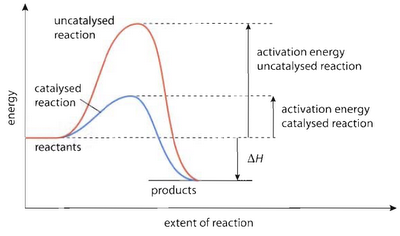 uncatalysed
reaction
activation energy
uncatalysed reaction
catalysed
reaction
activation energy
catalysed reaction
energy
reactants
ΔH
products
extent of reaction